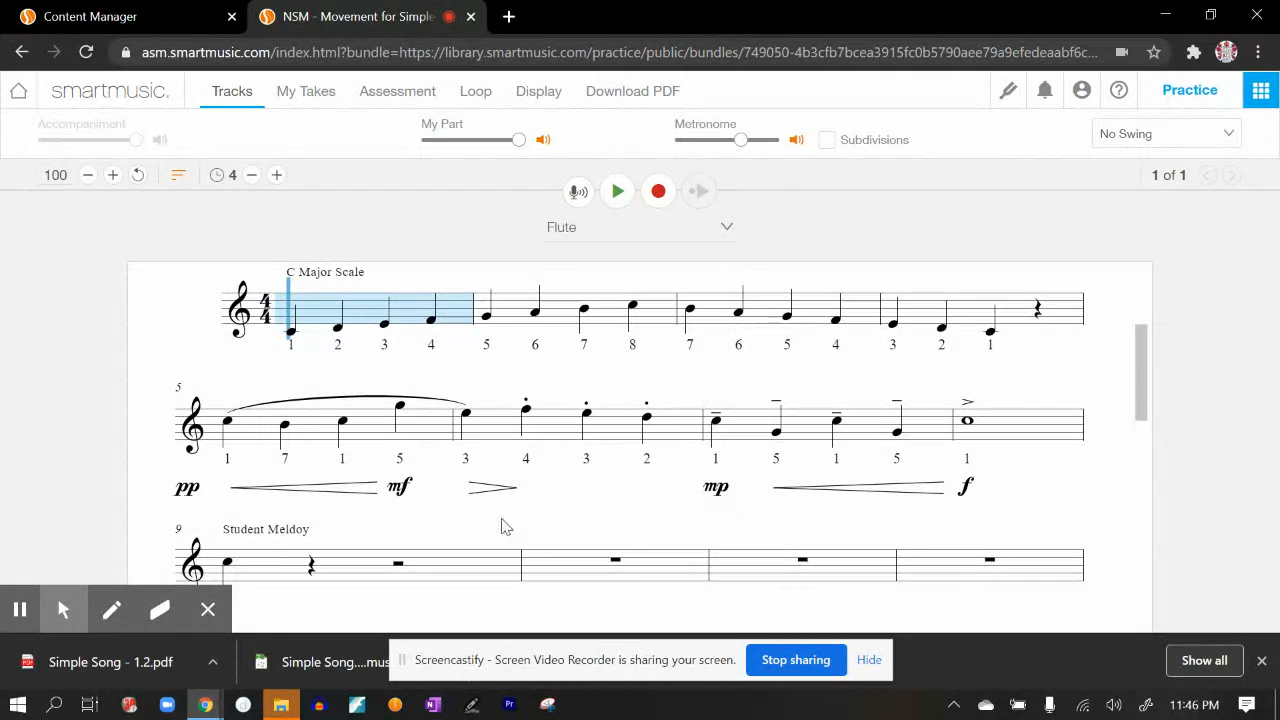 Content Manager
NSM - Movement for Simple
asm.smartmusic.com/index.html?bundle=https://library.smartmusic.com/practice/public/bundles/749050-4b3cfb7bcea3915fc0b5790aee79a9efedeaabf6c...
smartmusic.
Tracks
My Takes
Assessment
Loop
Display
Download PDF
Practice
Accompaniment
My Part
Metronome
Subdivisions
No Swing
100
4
1 of 1
Flute
C Major Scale
4
4
1 2 3 4 5 6 7 8 7 6 5 4 3 2 1
5
1 7 1 5 3 4 3 2 1 5 1 5 1
pp mf mp f
9 Student Meldoy
Simple Song - 1.2.pdf
Simple Song....mus
Screencastify - Screen Video Recorder is sharing your screen.
Stop sharing
Hide
Show all
11:46 PM